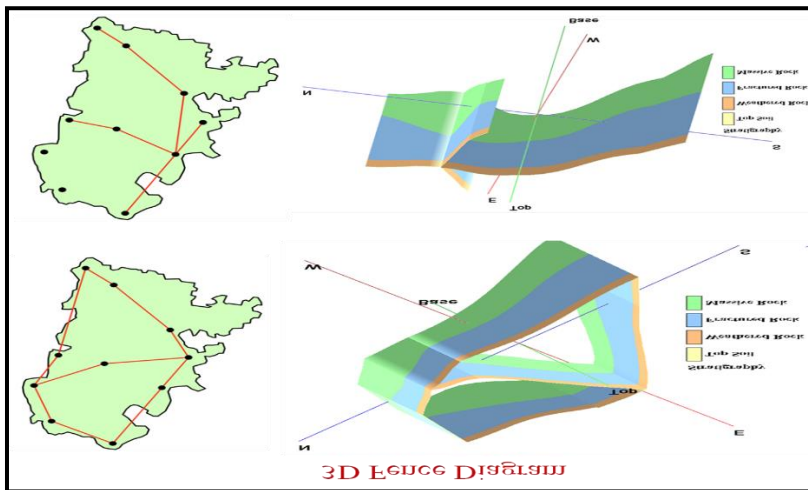 Base
W
N
S
E
Top
Massive Rock
Fractured Rock
Weathered Rock
Top Soil
Stratigraphy
W
S
Base
Top
N
E
Massive Rock
Fractured Rock
Weathered Rock
Top Soil
Stratigraphy
3D Fence Diagram